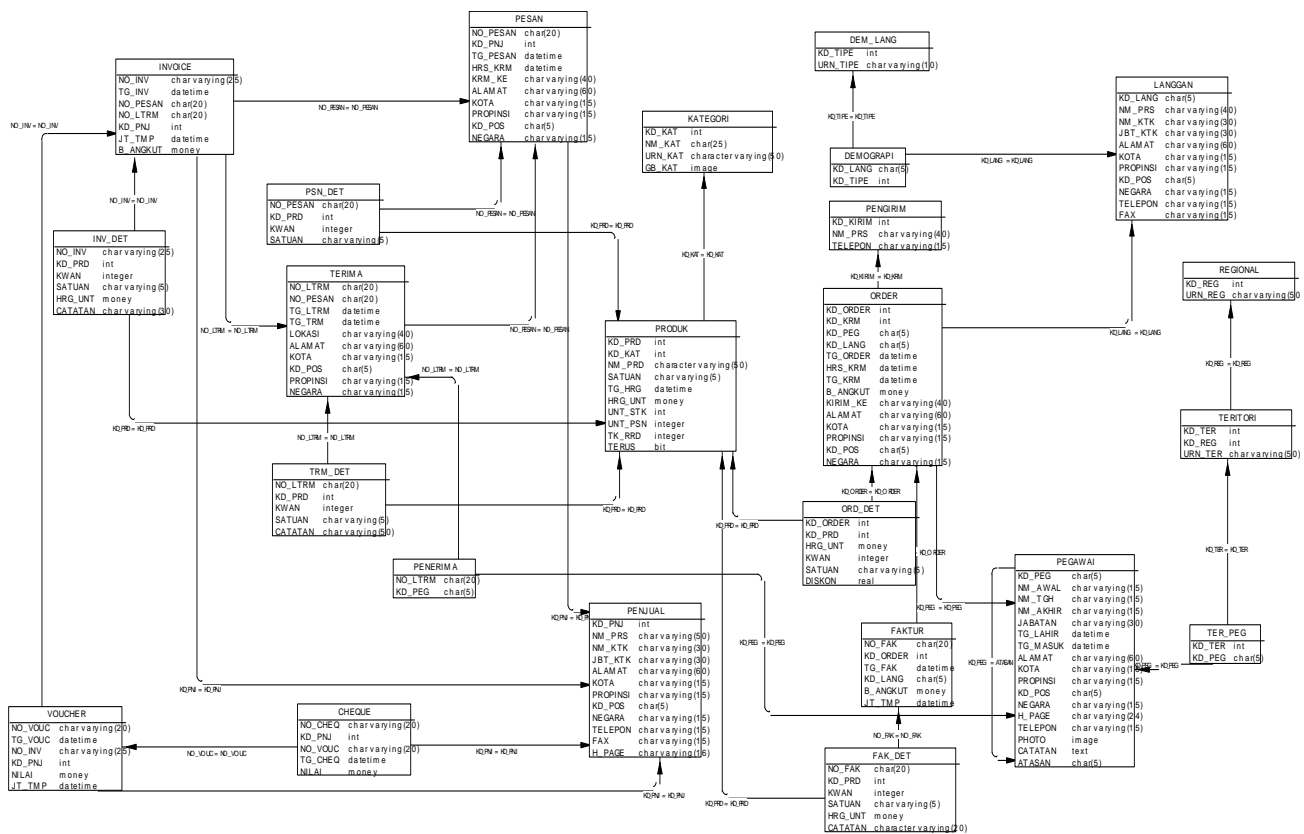 PESAN
NO_PESAN char(20)
KD_PNJ int
TG_PESAN datetime
HRS_KRM datetime
KRM_KE charvarying(40)
ALAMAT charvarying(60)
KOTA charvarying(15)
PROPINSI charvarying(15)
KD_POS char(5)
NEGARA charvarying(15)
DEM_LANG
KD_TIPE int
URN_TIPE charvarying(10)
INVOICE
NO_INV charvarying(25)
TG_INV datetime
NO_PESAN char(20)
NO_LTRM char(20)
KD_PNJ int
JT_TMP datetime
B_ANGKUT money
LANGGAN
KD_LANG char(5)
NM_PRS charvarying(40)
NM_KTK charvarying(30)
JBT_KTK charvarying(30)
ALAMAT charvarying(60)
KOTA charvarying(15)
PROPINSI charvarying(15)
KD_POS char(5)
NEGARA charvarying(15)
TELEPON charvarying(15)
FAX charvarying(15)
NO_PESAN = NO_PESAN
NO_INV = NO_INV
KATEGORI
KD_KAT int
NM_KAT char(25)
URN_KAT charactervarying(50)
GB_KAT image
KD_TIPE = KD_TIPE
DEMOGRAPI
KD_LANG char(5)
KD_TIPE int
KD_LANG = KD_LANG
PSN_DET
NO_PESAN char(20)
KD_PRD int
KWAN integer
SATUAN charvarying(5)
NO_INV = NO_INV
NO_PESAN = NO_PESAN
KD_PRD = KD_PRD
PENGIRIM
KD_KIRIM int
NM_PRS charvarying(40)
TELEPON charvarying(15)
INV_DET
NO_INV charvarying(25)
KD_PRD int
KWAN integer
SATUAN charvarying(5)
HRG_UNT money
CATATAN charvarying(30)
KD_KAT = KD_KAT
KD_KIRIM = KD_KRM
TERIMA
NO_LTRM char(20)
NO_PESAN char(20)
TG_LTRM datetime
TG_TRM datetime
LOKASI charvarying(40)
ALAMAT charvarying(60)
KOTA charvarying(15)
KD_POS char(5)
PROPINSI charvarying(15)
NEGARA charvarying(15)
REGIONAL
KD_REG int
URN_REG charvarying(50
ORDER
KD_ORDER int
KD_KRM int
KD_PEG char(5)
KD_LANG char(5)
TG_ORDER datetime
HRS_KRM datetime
TG_KRM datetime
B_ANGKUT money
KIRIM_KE charvarying(40)
ALAMAT charvarying(60)
KOTA charvarying(15)
PROPINSI charvarying(15)
KD_POS char(5)
NEGARA charvarying(15)
NO_LTRM = NO_LTRM
NO_PESAN = NO_PESAN
KD_LANG = KD_LANG
PRODUK
KD_PRD int
KD_KAT int
NM_PRD charactervarying(50)
SATUAN charvarying(5)
TG_HRG datetime
HRG_UNT money
UNT_STK int
UNT_PSN integer
TK_RRD integer
TERUS bit
NO_LTRM = NO_LTRM
KD_REG = KD_REG
TERITORI
KD_TER int
KD_REG int
URN_TER charvarying(50)
KD_PRD = KD_PRD
NO_LTRM = NO_LTRM
TRM_DET
NO_LTRM char(20)
KD_PRD int
KWAN integer
SATUAN charvarying(5)
CATATAN charvarying(50)
KD_PRD = KD_PRD
KD_ORDER = KD_ORDER
ORD_DET
KD_ORDER int
KD_PRD int
HRG_UNT money
KWAN integer
SATUAN charvarying(5)
DISKON real
KD_PRD = KD_PRD
KD_TER = KD_TER
PENERIMA
NO_LTRM char(20)
KD_PEG char(5)
PEGAWAI
KD_PEG char(5)
NM_AWAL charvarying(15)
NM_TGH charvarying(15)
NM_AKHIR charvarying(15)
JABATAN charvarying(30)
TG_LAHIR datetime
TG_MASUK datetime
ALAMAT charvarying(60)
KOTA charvarying(15)
PROPINSI charvarying(15)
KD_POS char(5)
NEGARA charvarying(15)
H_PAGE charvarying(24)
TELEPON charvarying(15)
PHOTO image
CATATAN text
ATASAN char(5)
KD_PEG = KD_PEG
KD_PEG = ATASAN
PENJUAL
KD_PNJ int
NM_PRS charvarying(50)
NM_KTK charvarying(30)
JBT_KTK charvarying(30)
ALAMAT charvarying(60)
KOTA charvarying(15)
PROPINSI charvarying(15)
KD_POS char(5)
NEGARA charvarying(15)
TELEPON charvarying(15)
FAX charvarying(15)
H_PAGE charvarying(16)
KD_PEG = KD_PEG
FAKTUR
NO_FAK char(20)
KD_ORDER int
TG_FAK datetime
KD_LANG char(5)
B_ANGKUT money
JT_TMP datetime
TER_PEG
KD_TER int
KD_PEG char(5)
KD_PEG = KD_PEG
KD_PNJ = KD_PNJ
VOUCHER
NO_VOUC charvarying(20)
TG_VOUC datetime
NO_INV charvarying(25)
KD_PNJ int
NILAI money
JT_TMP datetime
CHEQUE
NO_CHEQ charvarying(20)
KD_PNJ int
NO_VOUC charvarying(20)
TG_CHEQ datetime
NILAI money
NO_VOUC = NO_VOUC
KD_PNJ = KD_PNJ
NO_FAK = NO_FAK
FAK_DET
NO_FAK char(20)
KD_PRD int
KWAN integer
SATUAN charvarying(5)
HRG_UNT money
CATATAN charactervarying(20)
KD_PNJ = KD_PNJ
KD_PRD = KD_PRD